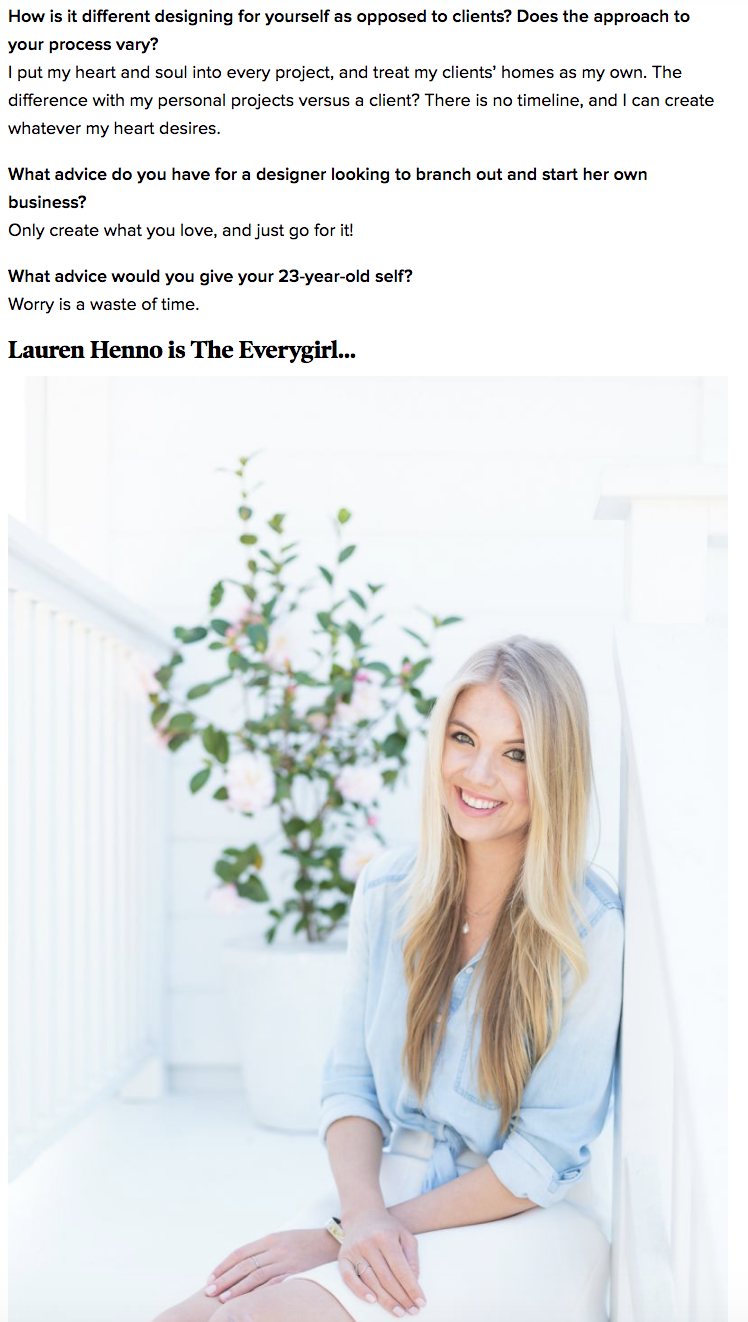 How is it different designing for yourself as opposed to clients? Does the approach to
your process vary?
I put my heart and soul into every project, and treat my clients’ homes as my own. The
difference with my personal projects versus a client? There is no timeline, and I can create
whatever my heart desires.
What advice do you have for a designer looking to branch out and start her own
business?
Only create what you love, and just go for it!
What advice would you give your 23-year-old self?
Worry is a waste of time.
Lauren Henno is The Everygirl...